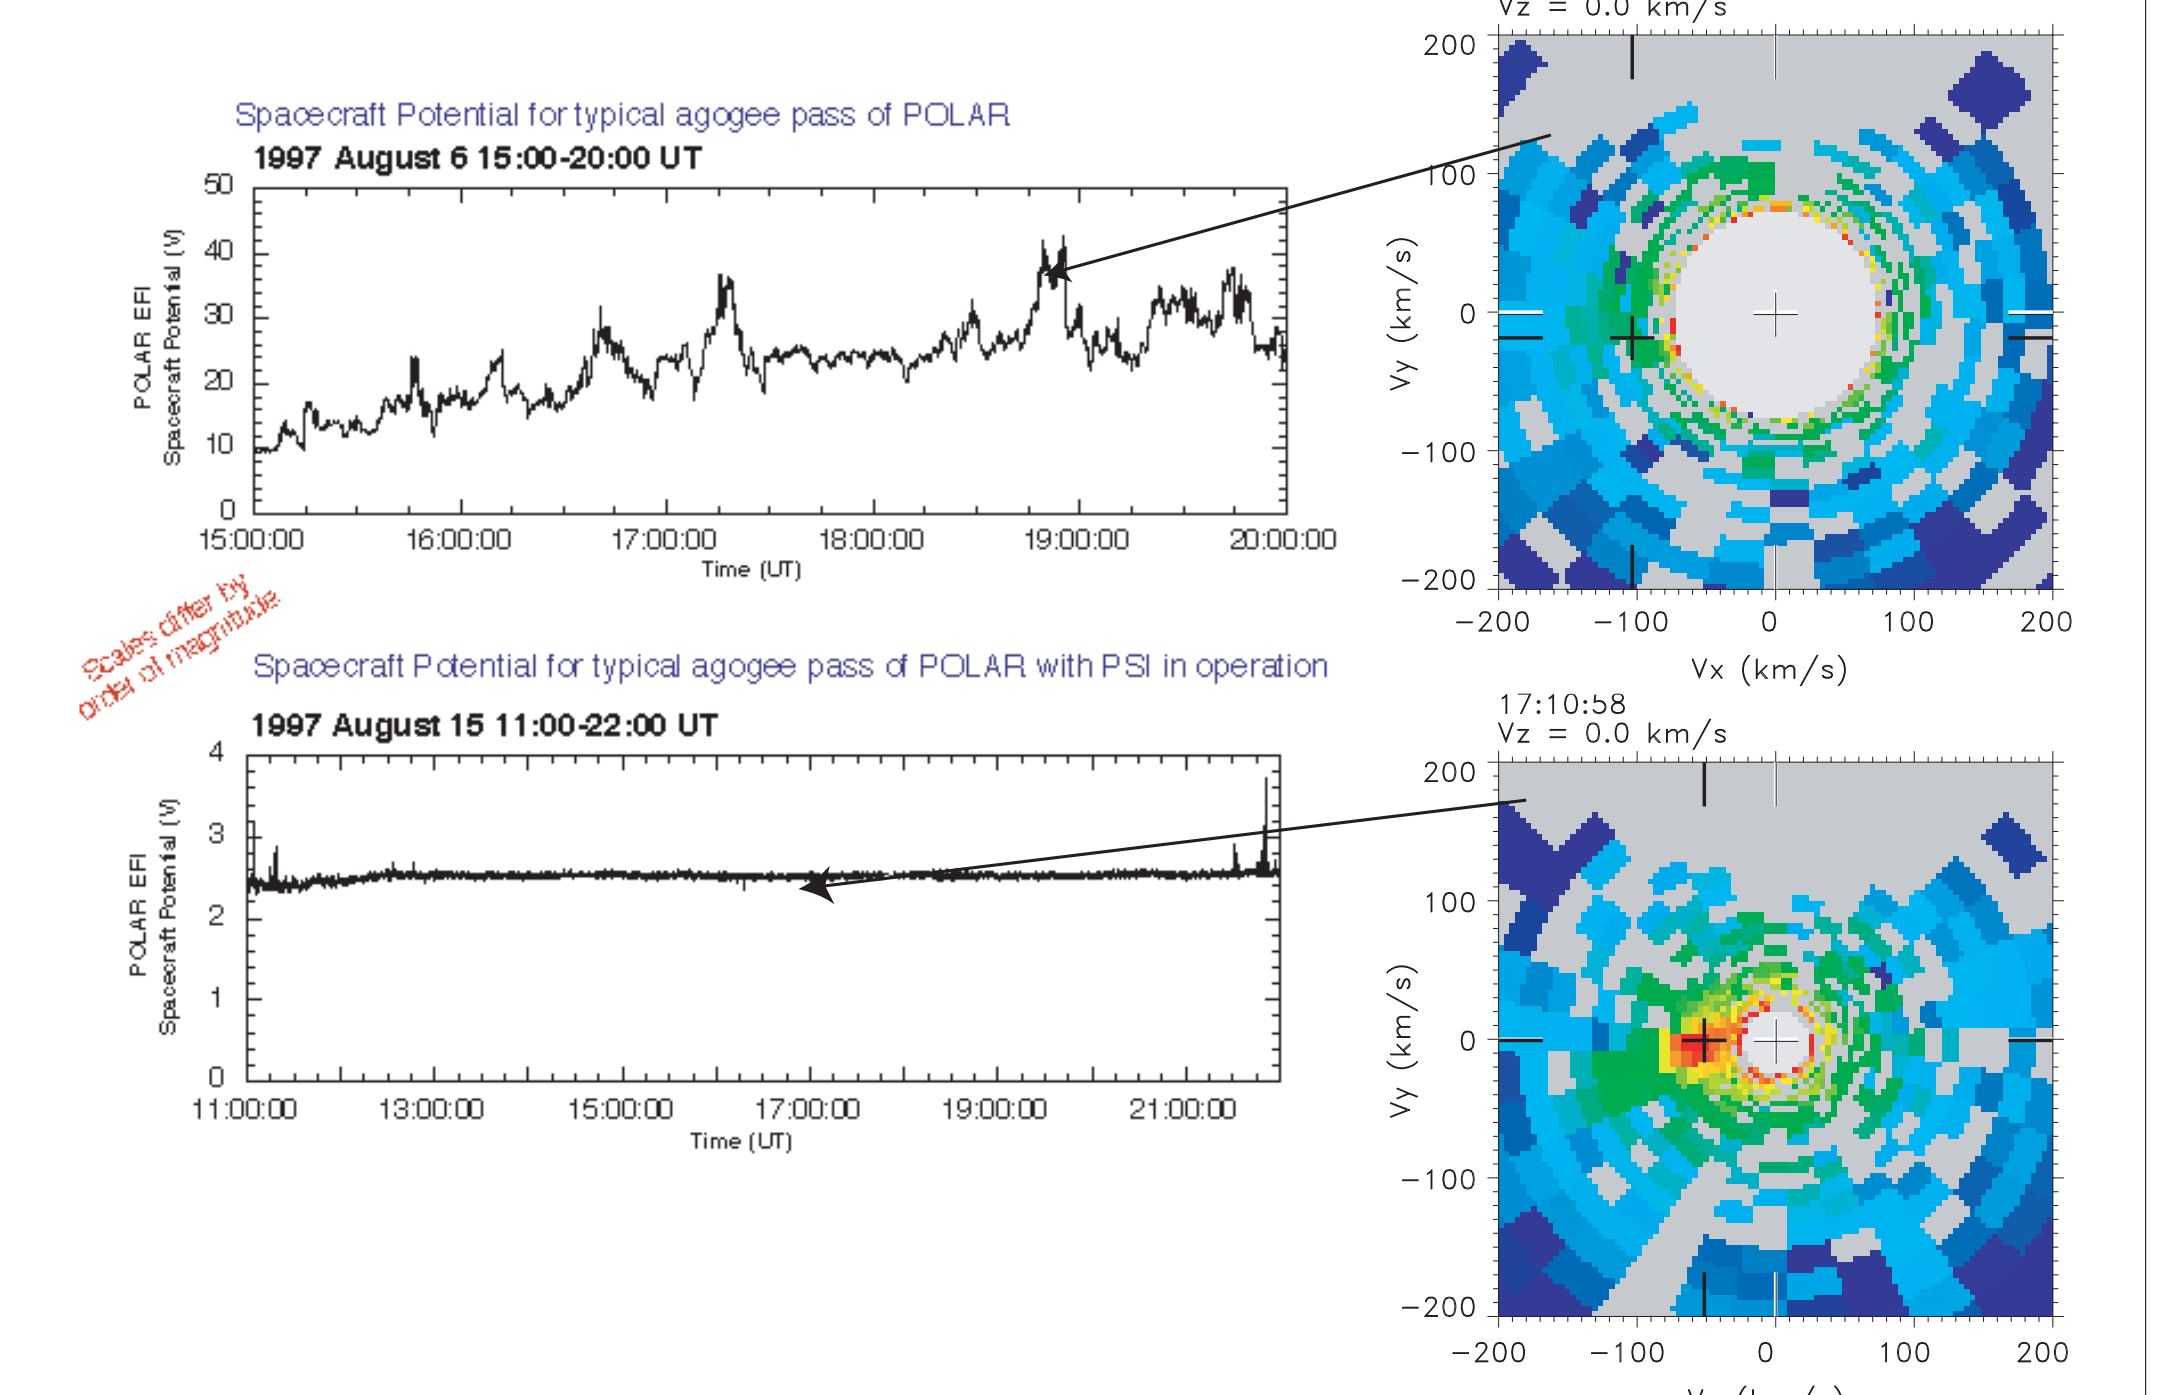 Spacecraft Potential for typical agogee pass of POLAR
1997 August 6 15:00-20:00 UT
POLAR EFI
Spacecraft Potential (V)
50
40
30
20
10
0
15:00:00 16:00:00 17:00:00 18:00:00 19:00:00 20:00:00
Time (UT)
Scales differ by
order of magnitude
Spacecraft Potential for typical agogee pass of POLAR with PSI in operation
1997 August 15 11:00-22:00 UT
POLAR EFI
Spacecraft Potential (V)
4
3
2
1
0
11:00:00 13:00:00 15:00:00 17:00:00 19:00:00 21:00:00
Time (UT)
Vz = 0.0 km/s
Vy (km/s)
200
100
0
−100
−200
−200 −100 0 100 200
Vx (km/s)
17:10:58
Vz = 0.0 km/s
Vy (km/s)
200
100
0
−100
−200
−200 −100 0 100 200